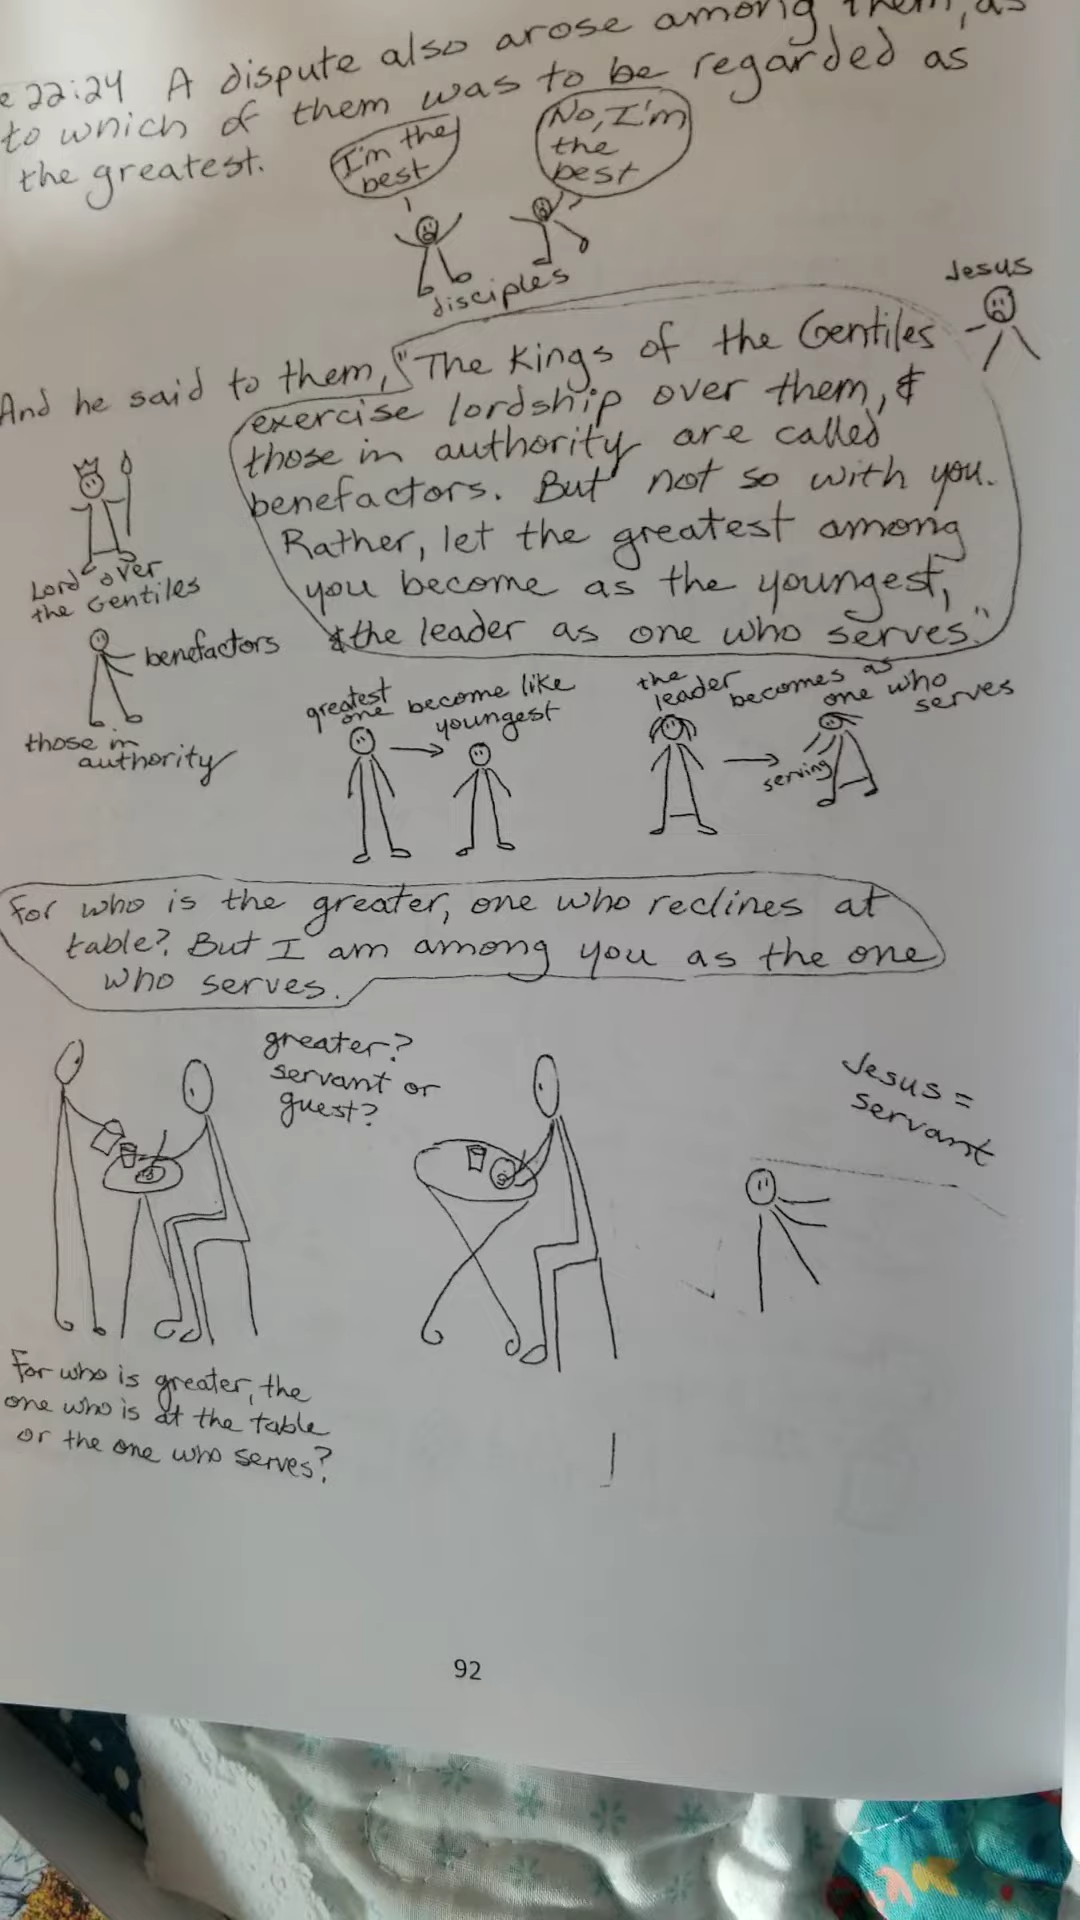 22:24 A dispute also arose among them, as
to which of them was to be regarded as
the greatest.
I'm the
best
No, I'm
the
best
disciples
Jesus
And he said to them, "The Kings of the Gentiles
exercise lordship over them, &
those in authority are called
benefactors. But not so with you.
Rather, let the greatest among
you become as the youngest,
& the leader as one who serves."
Lord over
the Gentiles
benefactors
those in
authority
greatest
one
become like
youngest
the
leader
becomes as
one who
serves
serving
For who is the greater, one who reclines at
table? But I am among you as the one
who serves.
greater?
servant or
guest?
Jesus =
servant
For who is greater, the
one who is at the table
or the one who serves?
92